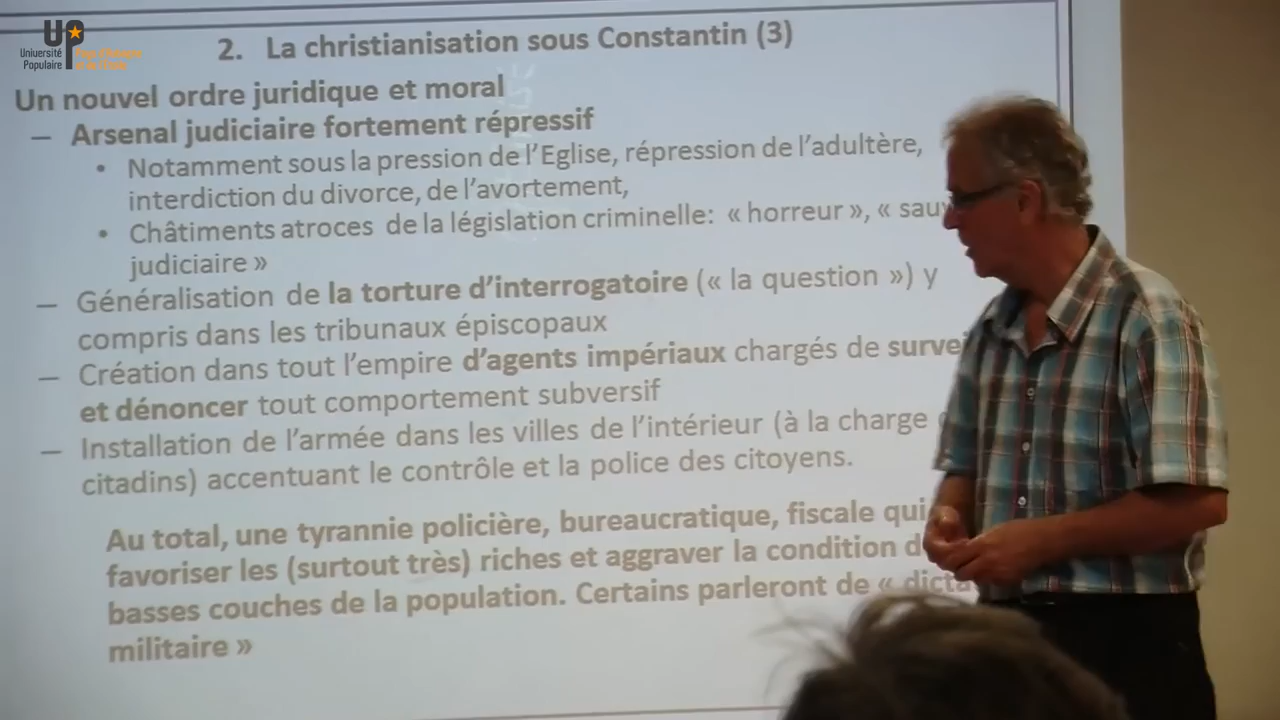 UP
Université
Populaire
2. La christianisation sous Constantin (3)
Un nouvel ordre juridique et moral
— Arsenal judiciaire fortement répressif
• Notamment sous la pression de l'Eglise, répression de l'adultère,
interdiction du divorce, de l'avortement,
• Châtiments atroces de la législation criminelle: « horreur », «
judiciaire »
— Généralisation de la torture d'interrogatoire (« la question ») y
compris dans les tribunaux épiscopaux
— Création dans tout l'empire d'agents impériaux chargés de
et dénoncer tout comportement subversif
— Installation de l'armée dans les villes de l'intérieur (à la charge
citadins) accentuant le contrôle et la police des citoyens.
Au total, une tyrannie policière, bureaucratique, fiscale qui
favoriser les (surtout très) riches et aggraver la condition
basses couches de la population. Certains parleront de «
militaire »